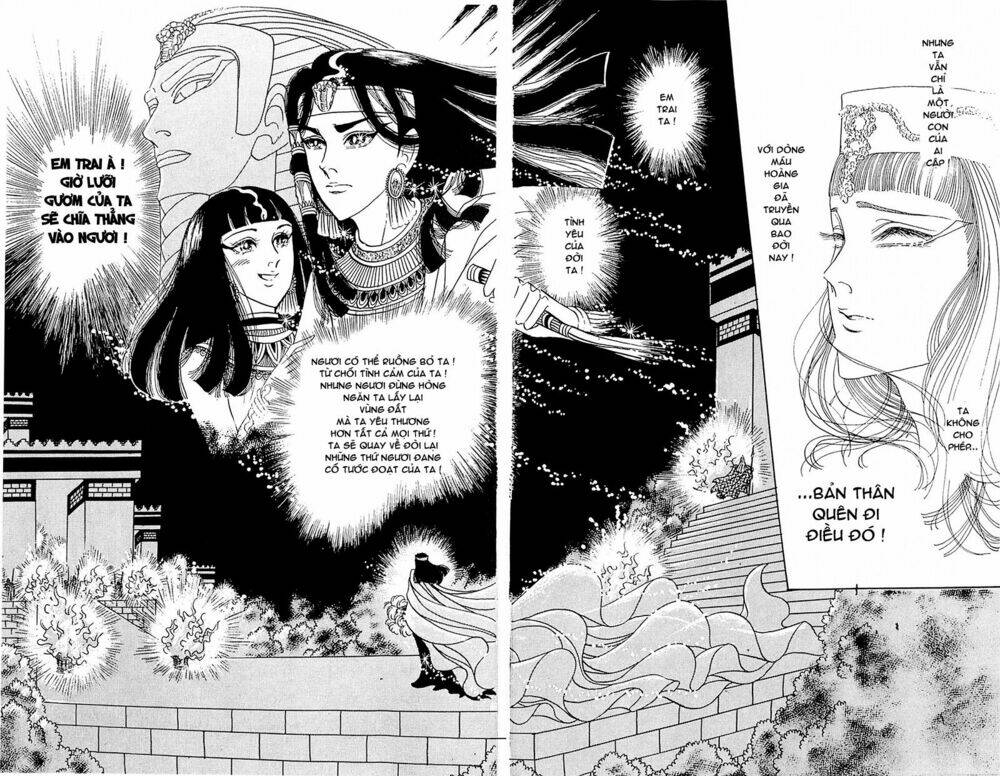 NHƯNG
TA
VẪN
CHỈ
LÀ
MỘT
NGƯỜI
CON
CỦA
AI
CẬP!
VỚI DÒNG
MÁU
HOÀNG
GIA
ĐÃ
TRUYỀN
QUA
BAO
ĐỜI
NAY !
TA
KHÔNG
CHO
PHÉP...
...BẢN THÂN
QUÊN ĐI
ĐIỀU ĐÓ !
EM
TRAI
TA !
TÌNH
YÊU
CỦA
ĐỜI
TA !
EM TRAI À !
GIỜ LƯỠI
GƯƠM CỦA TA
SẼ CHĨA THẲNG
VÀO NGƯƠI !
NGƯƠI CÓ THỂ RUỒNG BỎ TA !
TỪ CHỐI TÌNH CẢM CỦA TA !
NHƯNG NGƯƠI ĐỪNG HÒNG
NGĂN TA LẤY LẠI
VÙNG ĐẤT
MÀ TA YÊU THƯƠNG
HƠN TẤT CẢ MỌI THỨ !
TA SẼ QUAY VỀ ĐÒI LẠI
NHỮNG THỨ NGƯƠI ĐANG
CỐ TƯỚC ĐOẠT CỦA TA !